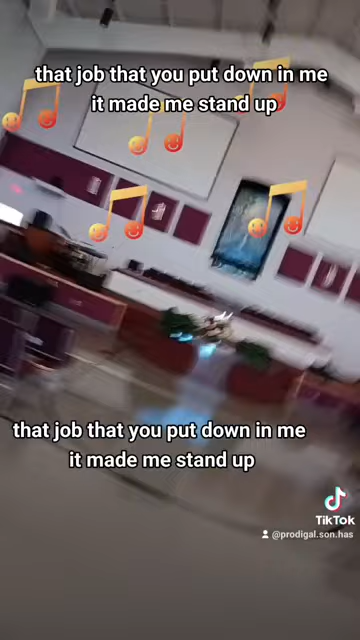 that job that you put down in me
it made me stand up
that job that you put down in me
it made me stand up
TikTok
@prodigal.son.has